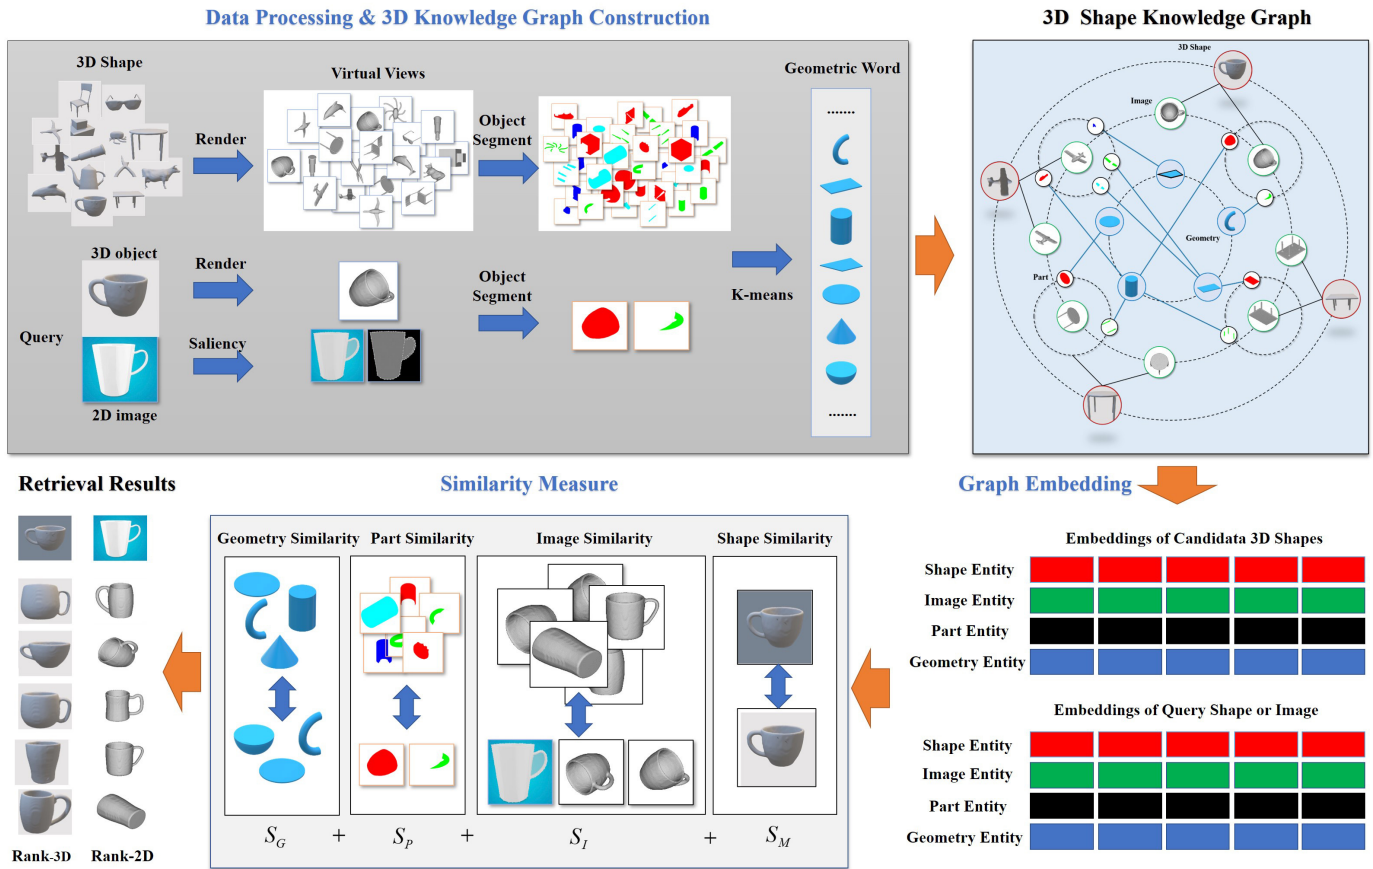 Data Processing & 3D Knowledge Graph Construction
3D Shape
Virtual Views
Geometric Word
Render
Object
Segment
.......
3D object
Render
Object
Segment
K-means
Query
Saliency
2D image
.......
3D Shape Knowledge Graph
3D Shape
Image
Geometry
Part
Graph Embedding
Embeddings of Candidata 3D Shapes
Shape Entity
Image Entity
Part Entity
Geometry Entity
Embeddings of Query Shape or Image
Shape Entity
Image Entity
Part Entity
Geometry Entity
Similarity Measure
Geometry Similarity
Part Similarity
Image Similarity
Shape Similarity
S_G + S_P + S_I + S_M
Retrieval Results
Rank-3D
Rank-2D